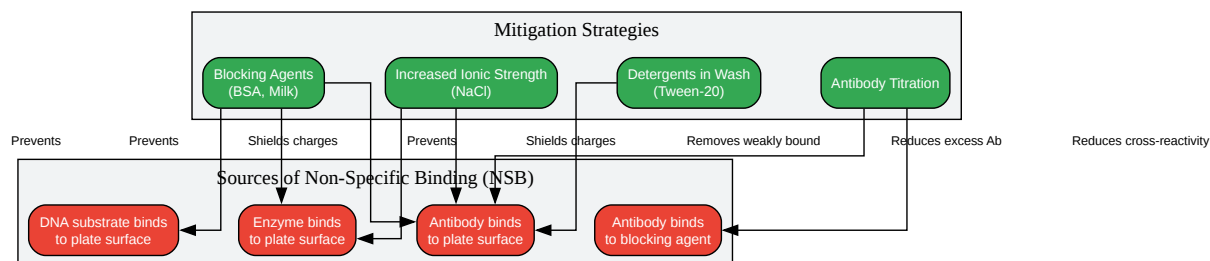 Mitigation Strategies
Blocking Agents
(BSA, Milk)
Increased Ionic Strength
(NaCl)
Detergents in Wash
(Tween-20)
Antibody Titration
Prevents
Prevents
Shields charges
Prevents
Shields charges
Removes weakly bound
Reduces excess Ab
Reduces cross-reactivity
Sources of Non-Specific Binding (NSB)
DNA substrate binds
to plate surface
Enzyme binds
to plate surface
Antibody binds
to plate surface
Antibody binds
to blocking agent